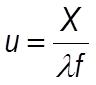 u = X / λf